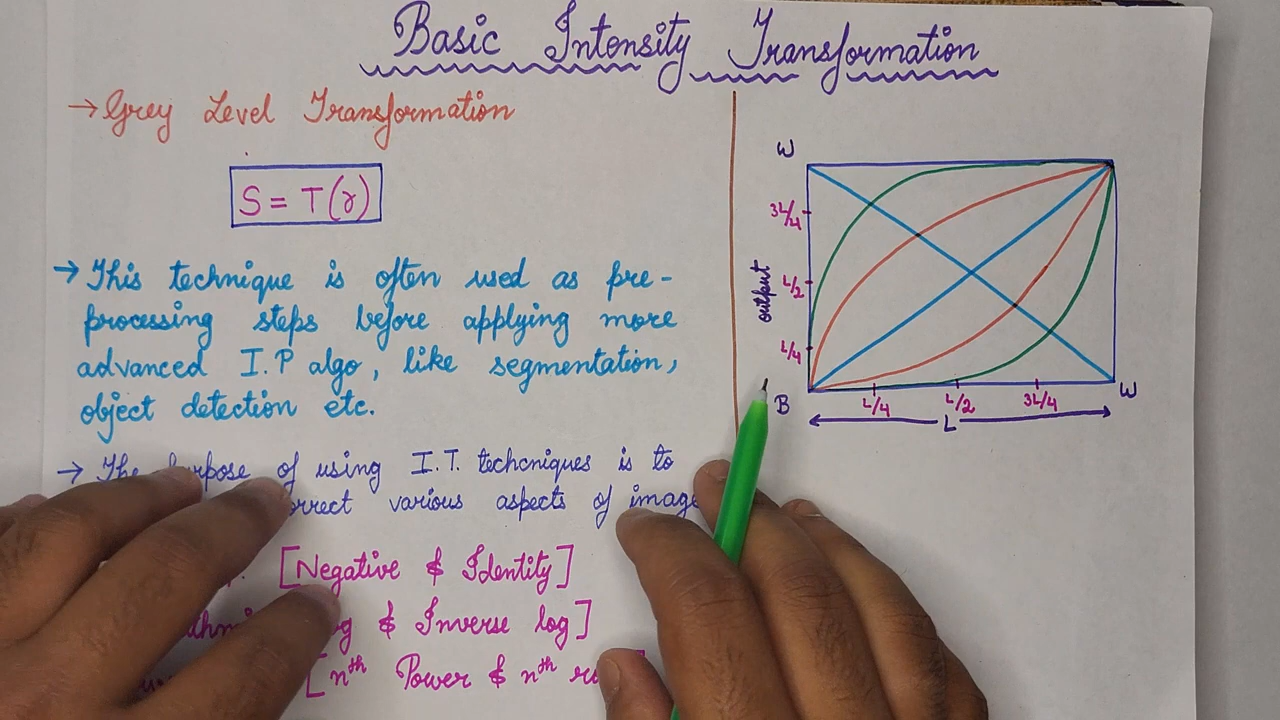 Basic Intensity Transformation
→ Grey Level Transformation
S = T(r)
→ This technique is often used as pre-
processing steps before applying more
advanced I.P algo, like segmentation,
object detection etc.
→ The purpose of using I.T. techcniques is to
various aspects of image
[Negative & Identity]
& Inverse log]
[nth Power & nth
W
3L/4
L/2
L/4
output
B
L/4 L/2 3L/4
W
L